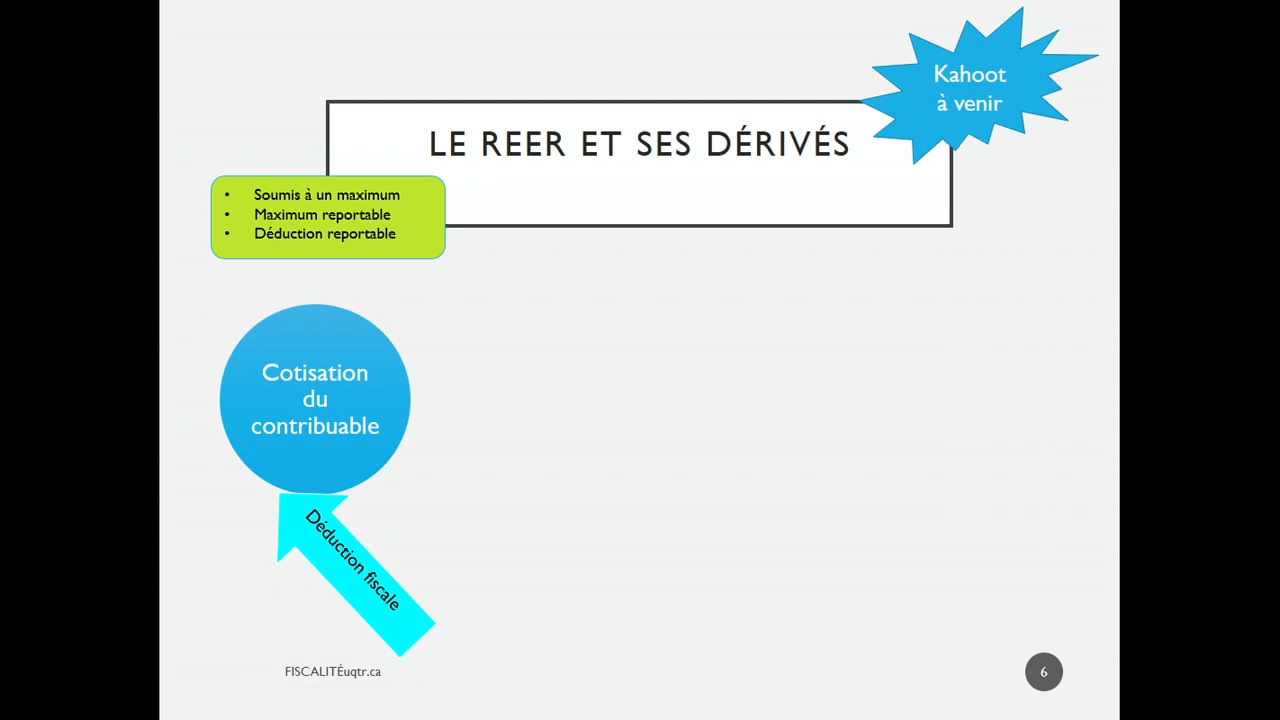 Kahoot
à venir
LE REER ET SES DÉRIVÉS
• Soumis à un maximum
• Maximum reportable
• Déduction reportable
Cotisation
du
contribuable
Déduction fiscale
FISCALITÉuqtr.ca
6